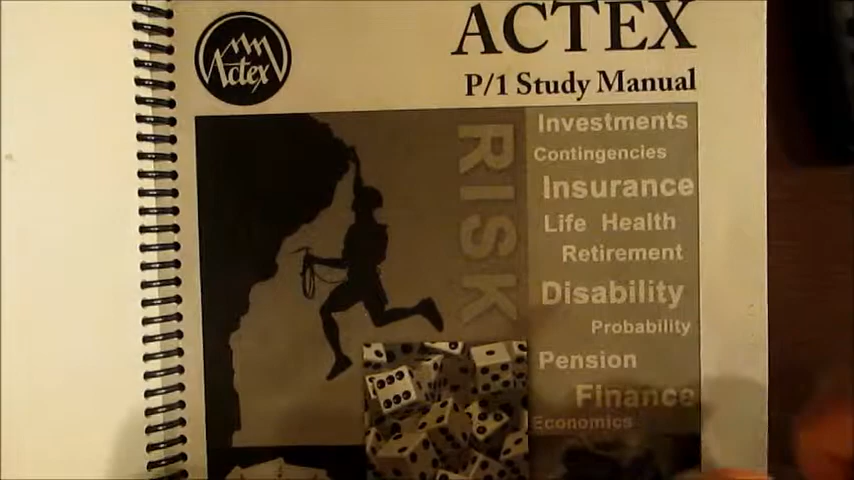 Actex
ACTEX
P/1 Study Manual
RISK
Investments
Contingencies
Insurance
Life Health
Retirement
Disability
Probability
Pension
Finance
Economics